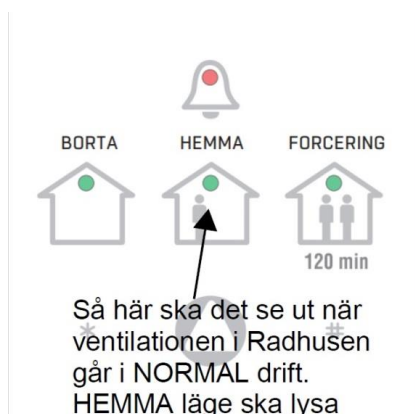 BORTA HEMMA FORCERING
120 min
Så här ska det se ut när
* ventilationen i Radhusen #
går i NORMAL drift.
HEMMA läge ska lysa